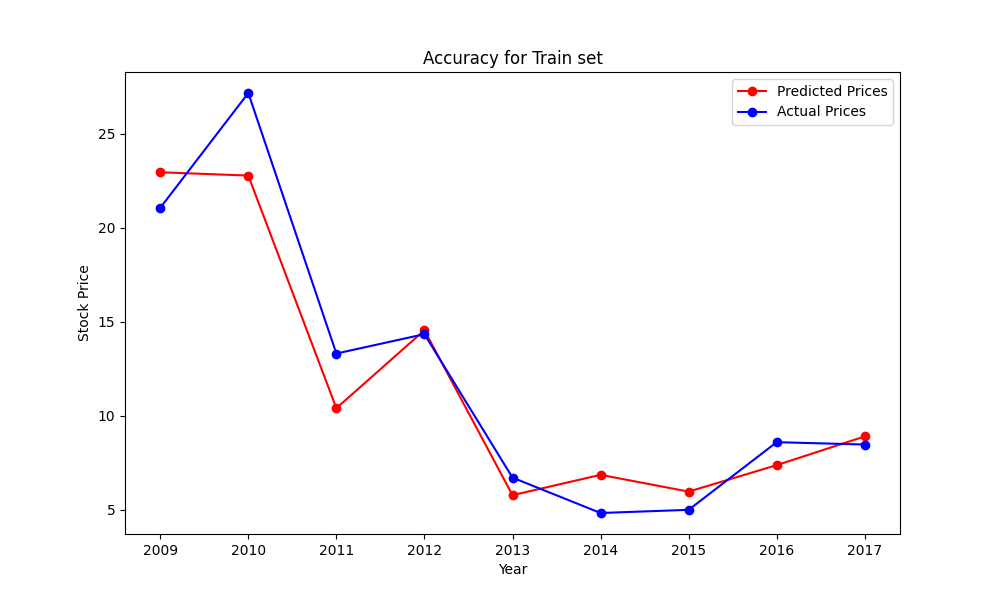 Accuracy for Train set
Predicted Prices
Actual Prices
25
20
15
10
5
Stock Price
2009 2010 2011 2012 2013 2014 2015 2016 2017
Year